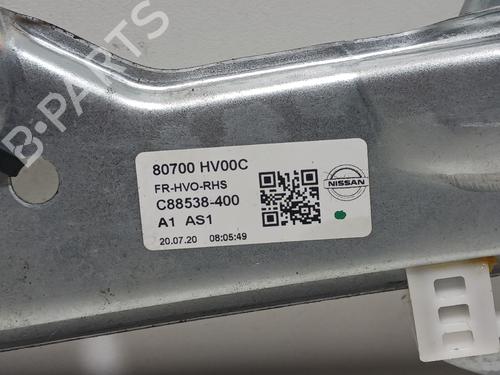 B-PARTS
80700 HV00C
FR-HVO-RHS
C88538-400
A1 AS1
20.07.20 08:05:49
NISSAN